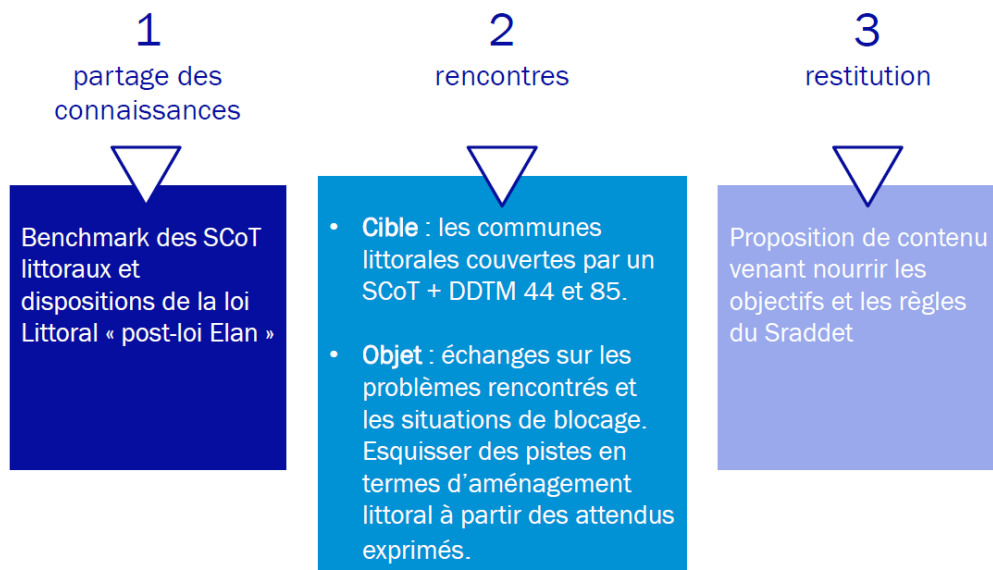 1
partage des
connaissances
Benchmark des SCoT
littoraux et
dispositions de la loi
Littoral « post-loi Elan »
2
rencontres
• Cible : les communes
littorales couvertes par un
SCoT + DDTM 44 et 85.
• Objet : échanges sur les
problèmes rencontrés et
les situations de blocage.
Esquisser des pistes en
termes d’aménagement
littoral à partir des attendus
exprimés.
3
restitution
Proposition de contenu
venant nourrir les
objectifs et les règles
du Sraddet